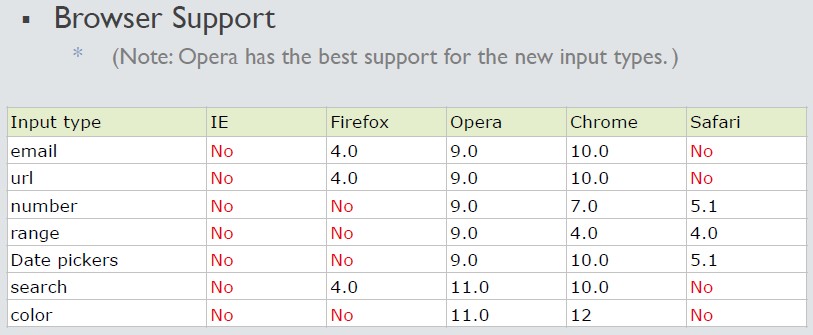 ▪ Browser Support
* (Note: Opera has the best support for the new input types. )
Input type IE Firefox Opera Chrome Safari
email No 4.0 9.0 10.0 No
url No 4.0 9.0 10.0 No
number No No 9.0 7.0 5.1
range No No 9.0 4.0 4.0
Date pickers No No 9.0 10.0 5.1
search No 4.0 11.0 10.0 No
color No No 11.0 12 No